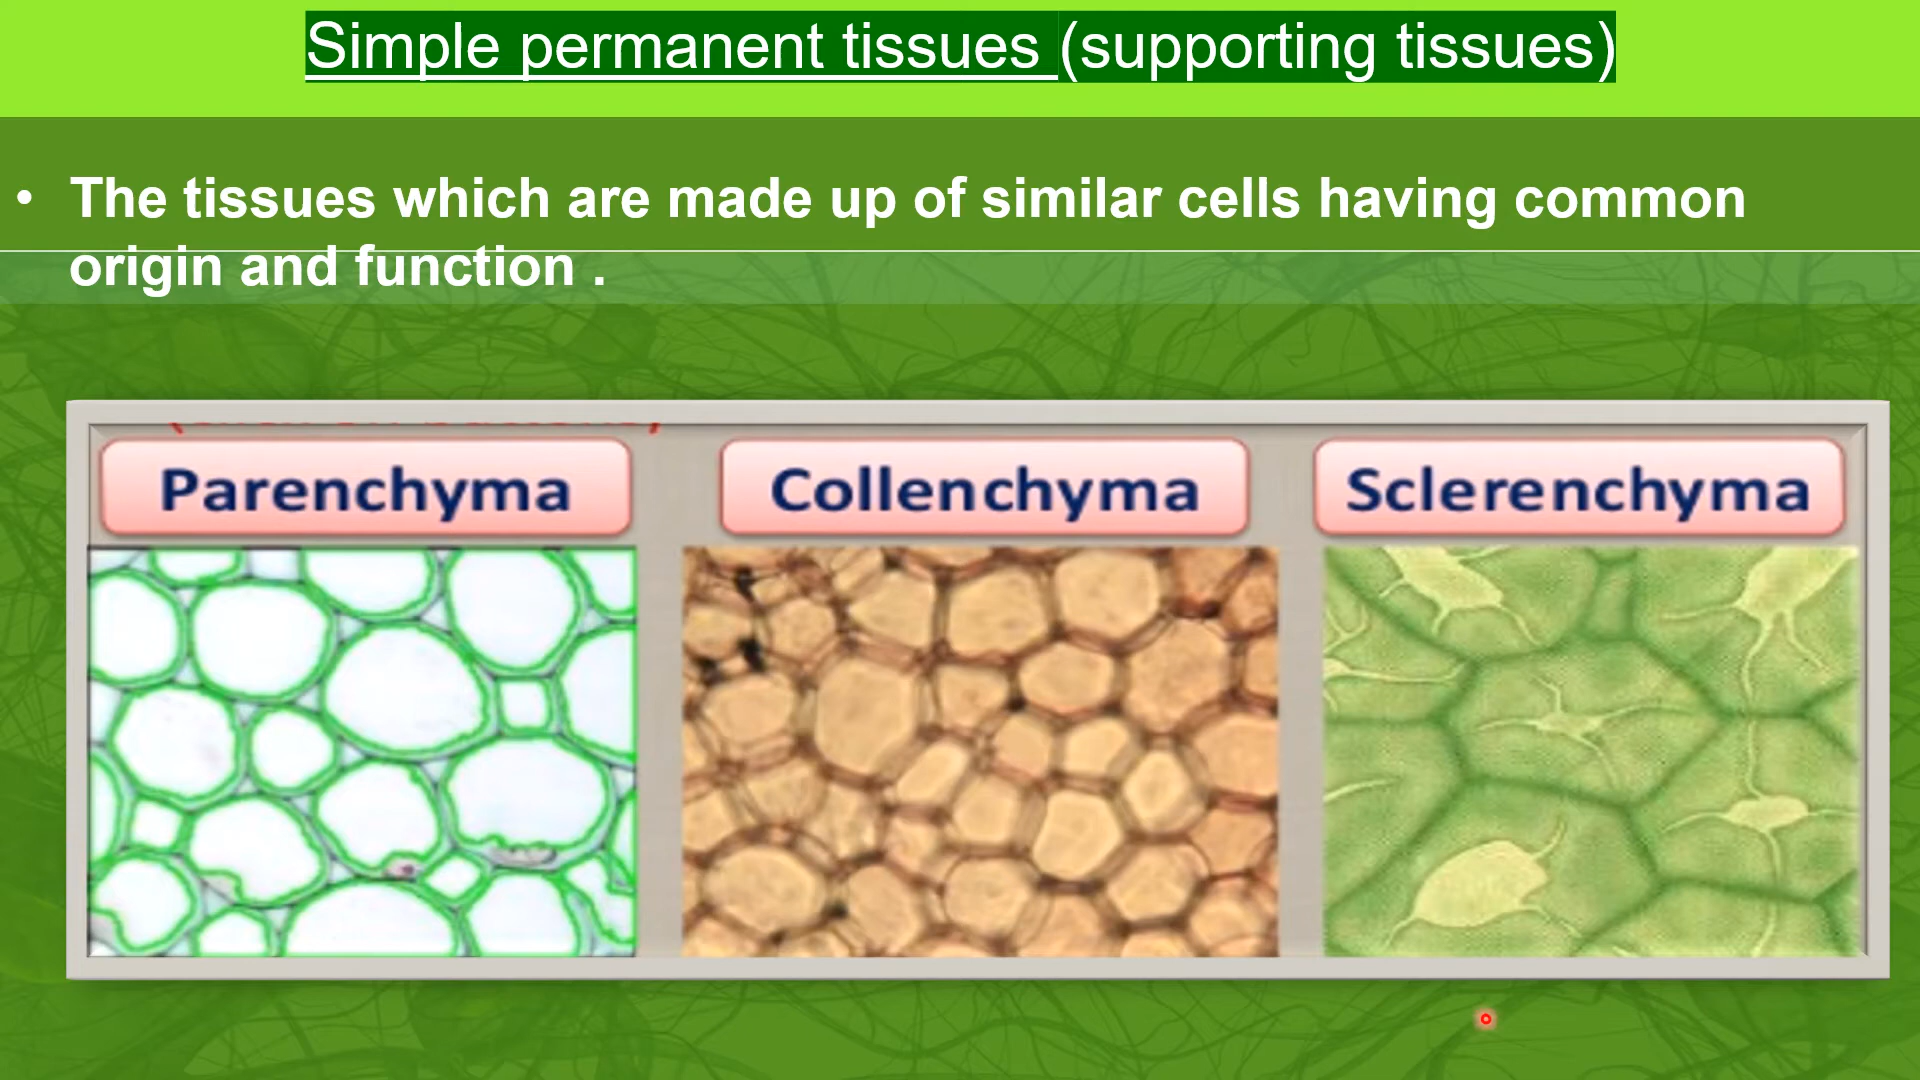 Simple permanent tissues (supporting tissues)
• The tissues which are made up of similar cells having common
origin and function .
Parenchyma
Collenchyma
Sclerenchyma